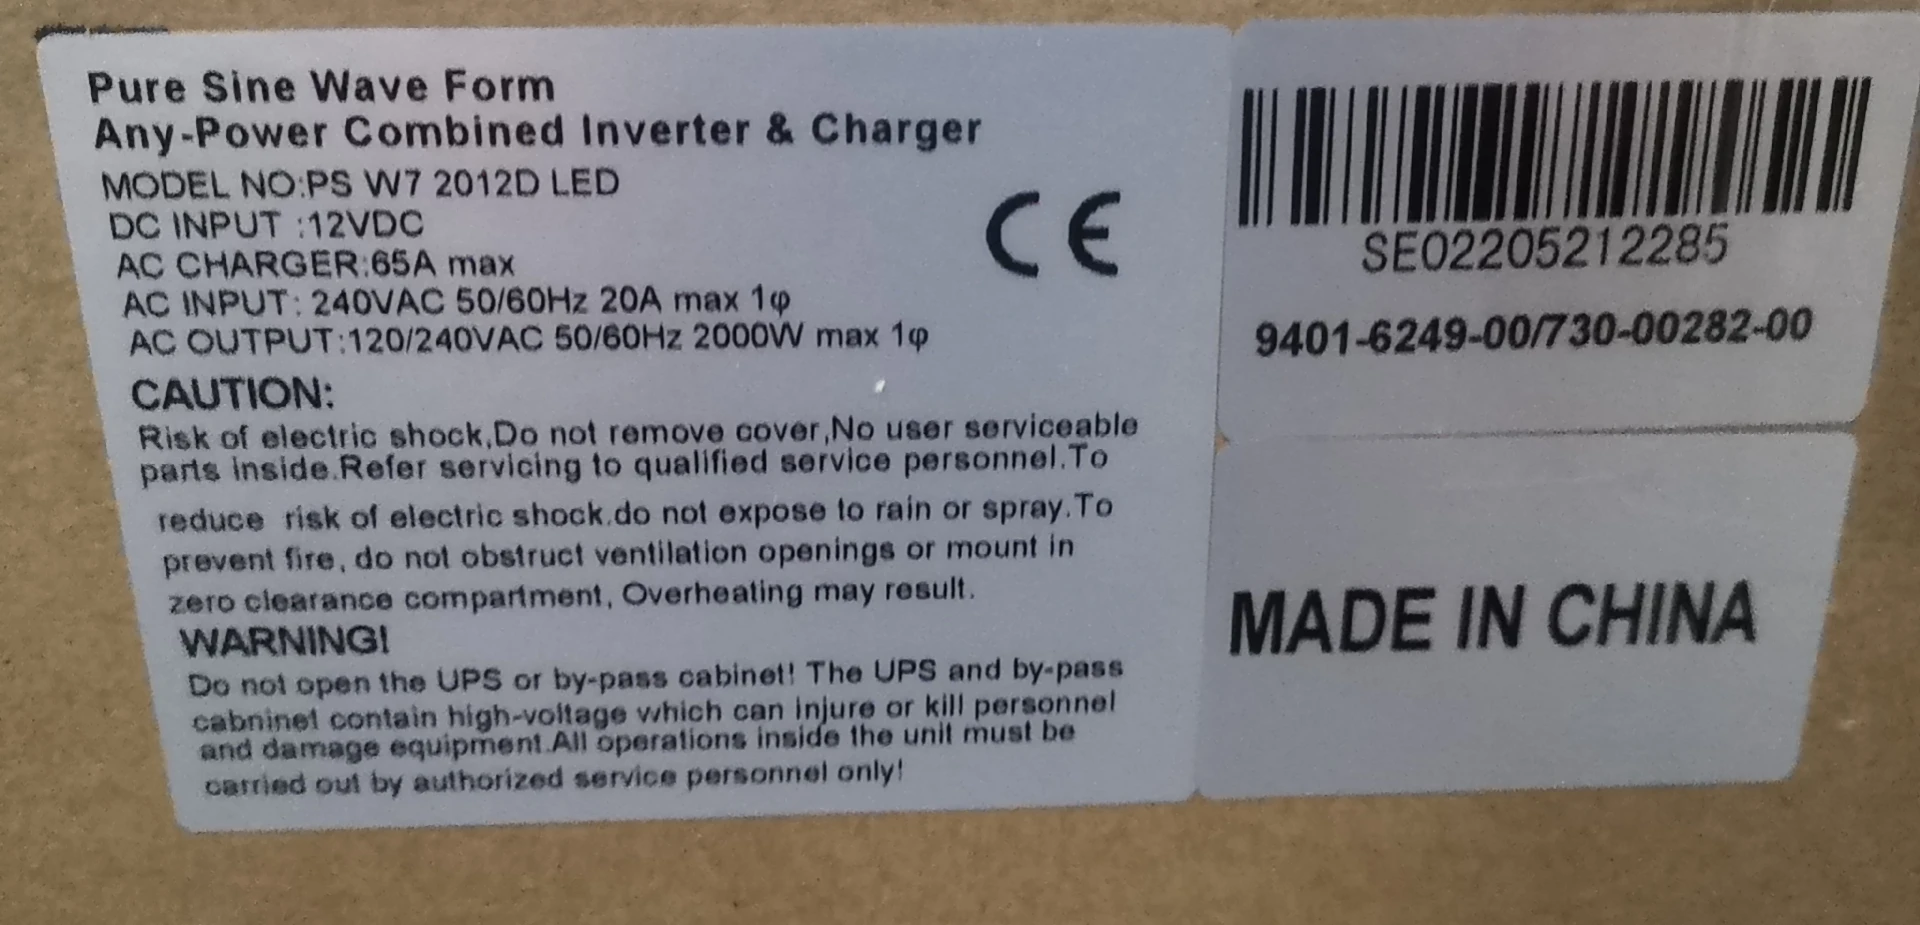 Pure Sine Wave Form
Any-Power Combined Inverter & Charger
MODEL NO:PS W7 2012D LED
DC INPUT :12VDC
AC CHARGER:65A max
AC INPUT: 240VAC 50/60Hz 20A max 1φ
AC OUTPUT:120/240VAC 50/60Hz 2000W max 1φ
CE
CAUTION:
Risk of electric shock,Do not remove cover,No user serviceable
parts inside.Refer servicing to qualified service personnel.To
reduce risk of electric shock.do not expose to rain or spray.To
prevent fire, do not obstruct ventilation openings or mount in
zero clearance compartment, Overheating may result.
WARNING!
Do not open the UPS or by-pass cabinet! The UPS and by-pass
cabninet contain high-voltage which can injure or kill personnel
and damage equipment.All operations inside the unit must be
carried out by authorized service personnel only!
SE02205212285
9401-6249-00/730-00282-00
MADE IN CHINA